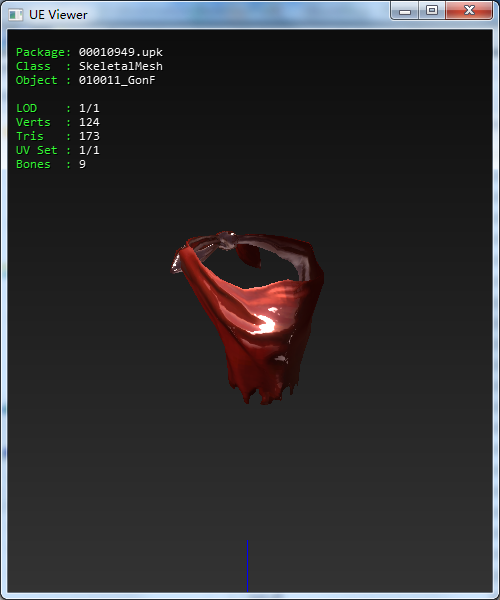 UE Viewer
Package: 00010949.upk
Class  : SkeletalMesh
Object : 010011_GonF
LOD    : 1/1
Verts  : 124
Tris   : 173
UV Set : 1/1
Bones  : 9